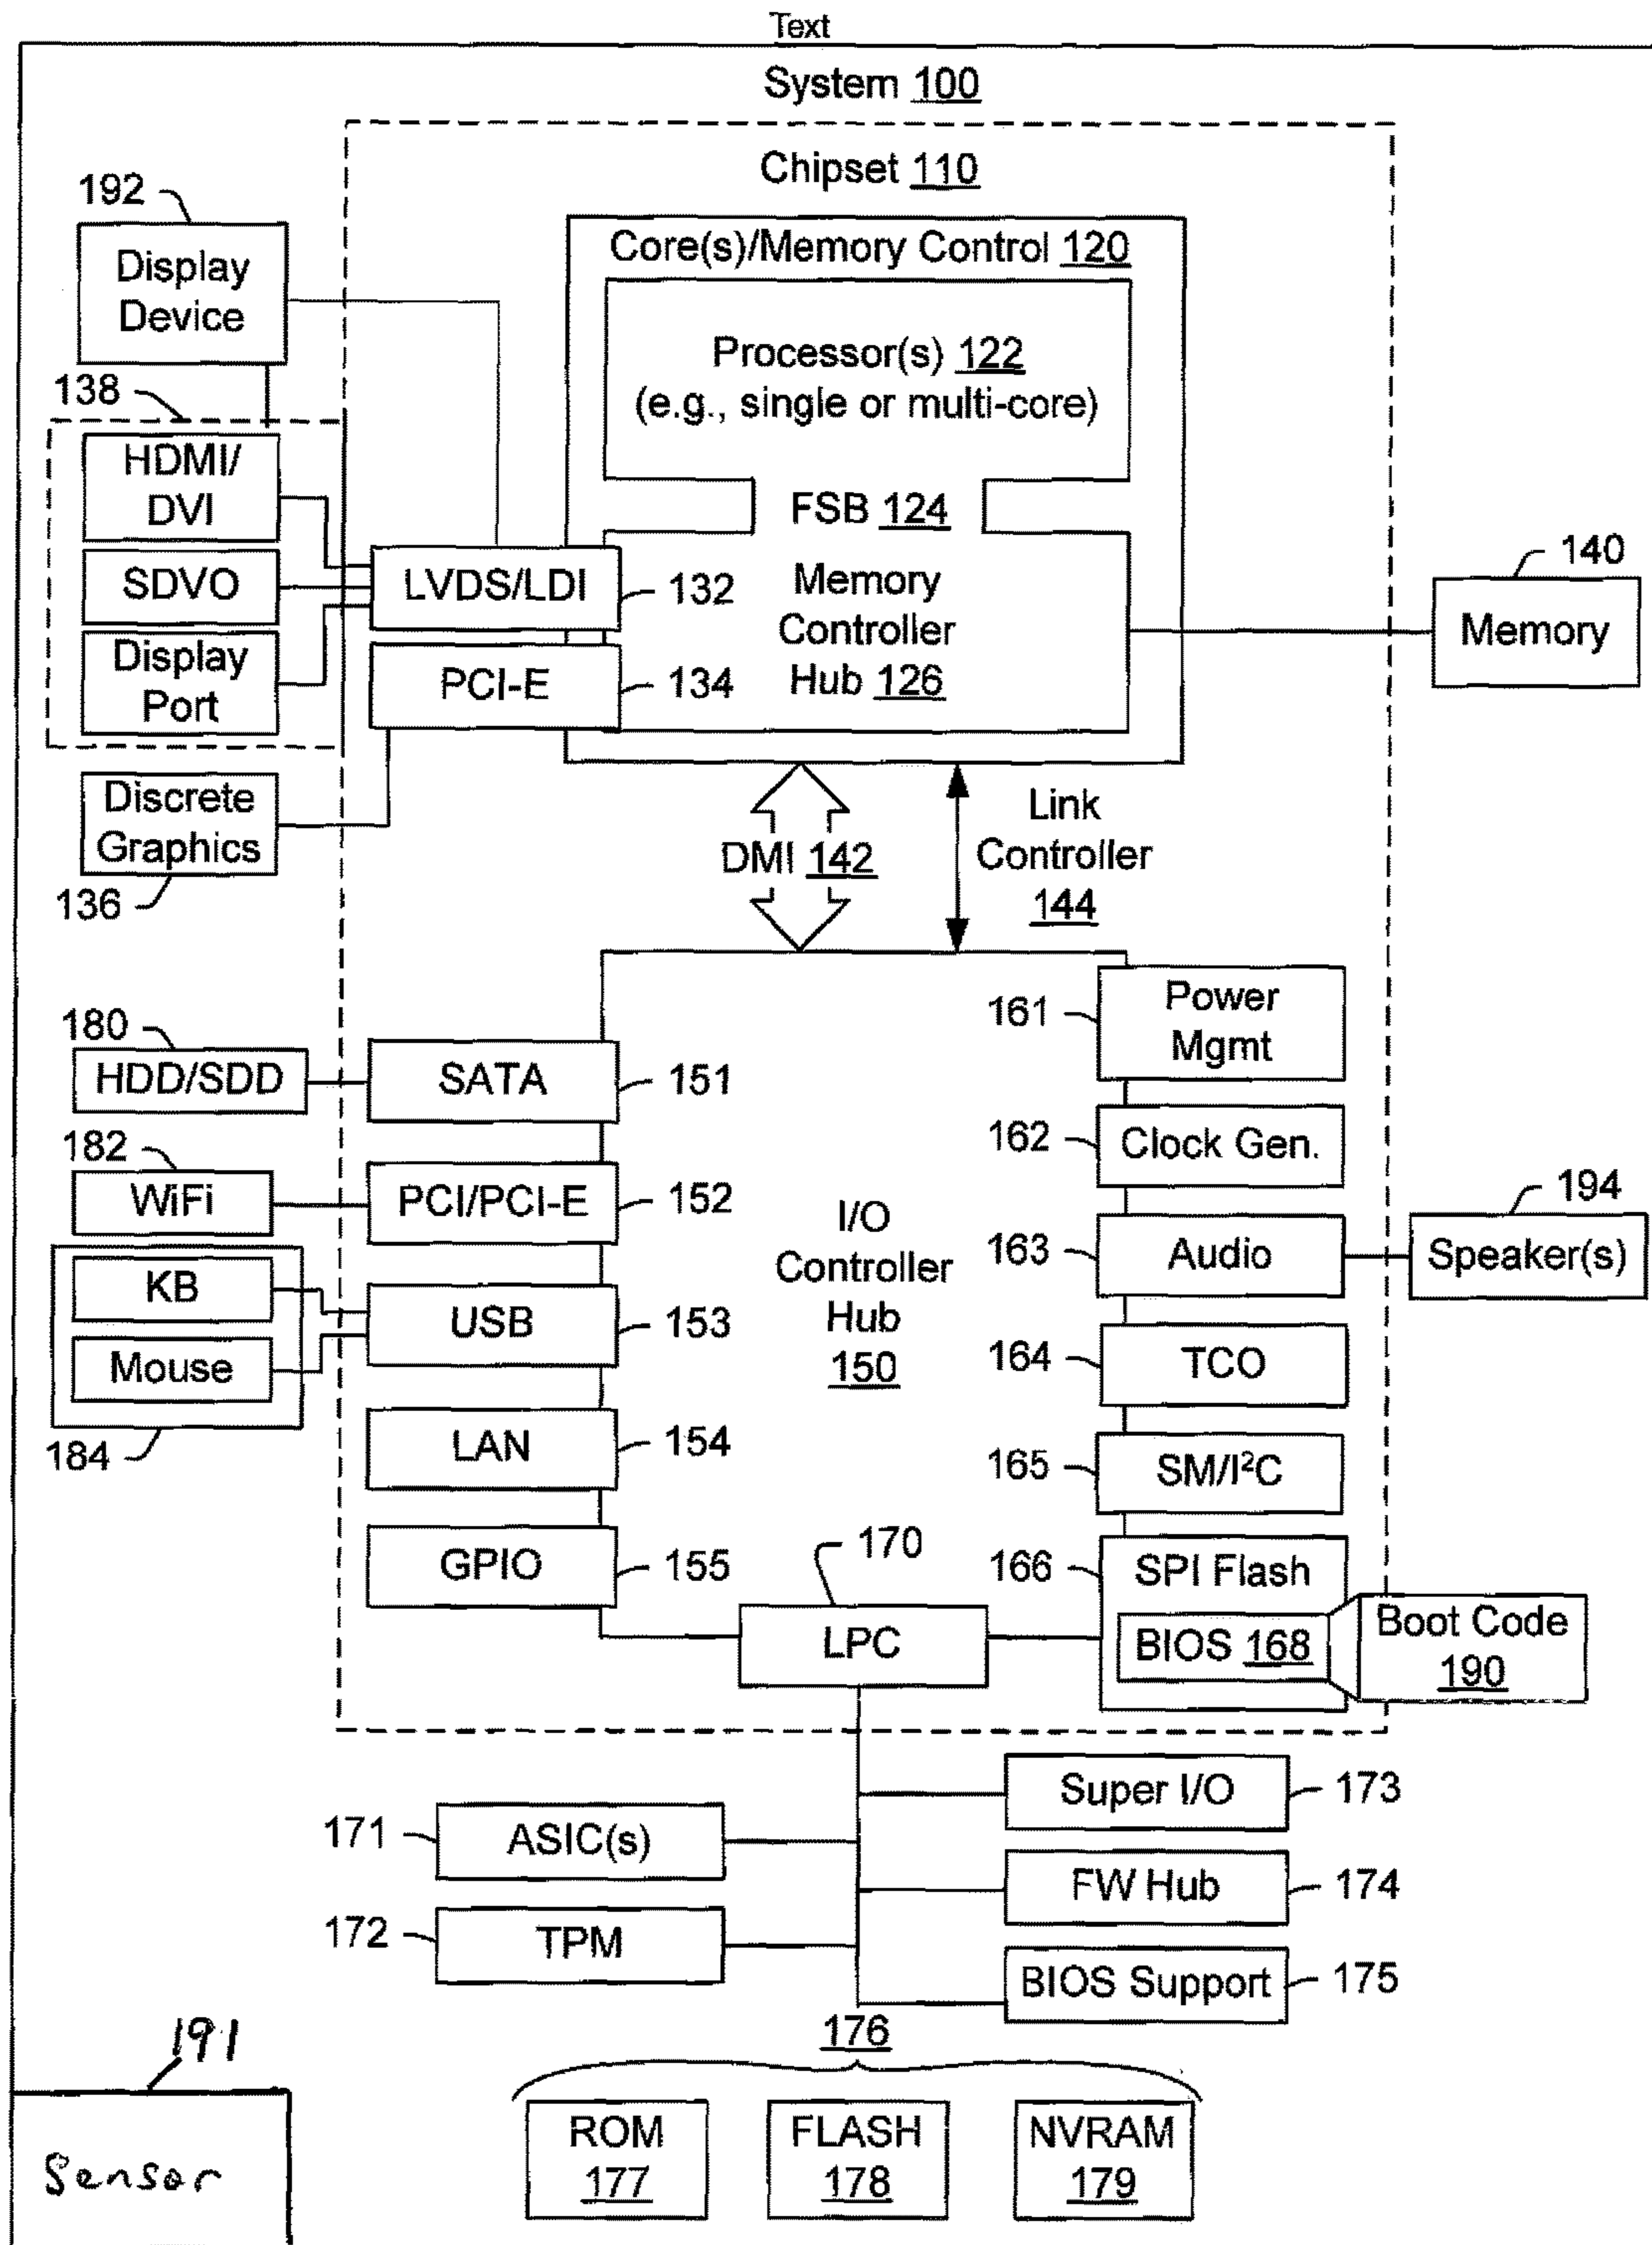 Text
System 100
Chipset 110
192
Display
Device
Core(s)/Memory Control 120
Processor(s) 122
(e.g., single or multi-core)
138
HDMI/
DVI
SDVO
Display
Port
FSB 124
LVDS/LDI
132
PCI-E
134
Memory
Controller
Hub 126
140
Memory
Discrete
Graphics
136
DMI 142
Link
Controller
144
180
HDD/SDD
SATA
151
182
WiFi
PCI/PCI-E
152
KB
Mouse
184
USB
153
LAN
154
GPIO
155
I/O
Controller
Hub
150
161
Power
Mgmt
162
Clock Gen.
163
Audio
194
Speaker(s)
164
TCO
165
SM/I²C
166
SPI Flash
BIOS 168
Boot Code
190
170
LPC
171
ASIC(s)
172
TPM
Super I/O
173
FW Hub
174
BIOS Support
175
176
ROM
177
FLASH
178
NVRAM
179
191
Sensor